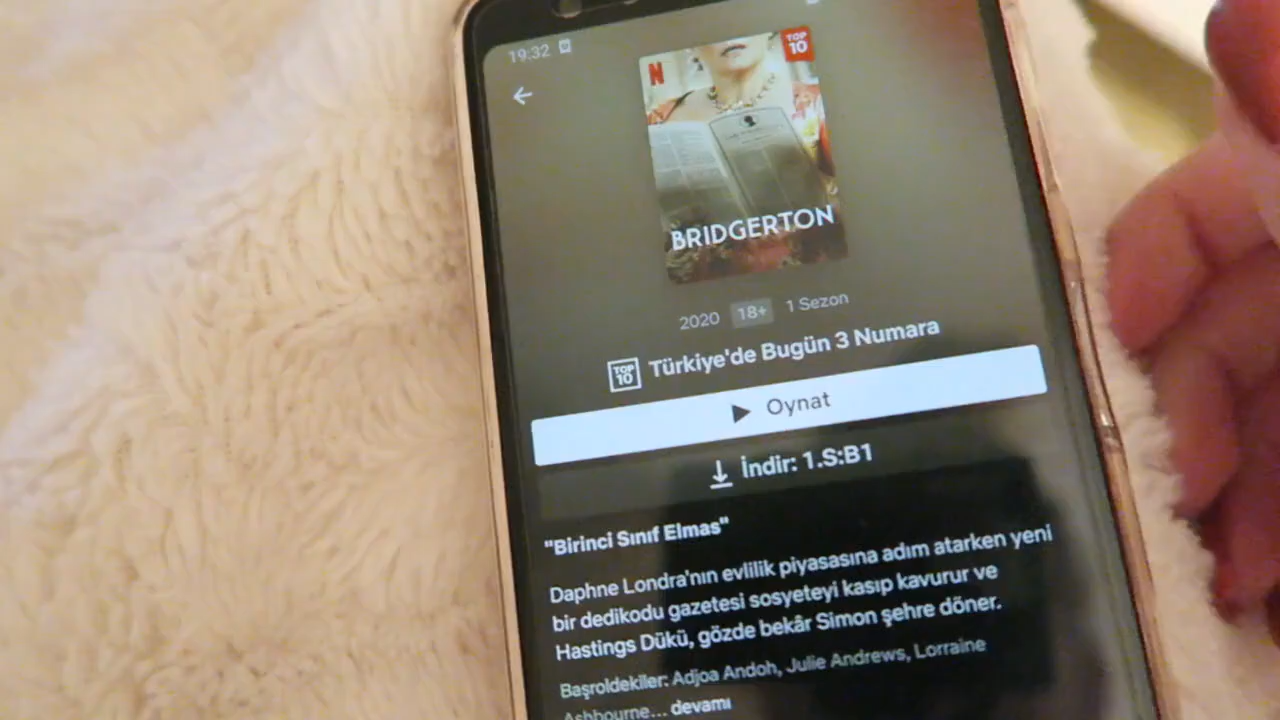 19:32
N
TOP
10
BRIDGERTON
2020 18+ 1 Sezon
TOP
10
Türkiye'de Bugün 3 Numara
Oynat
İndir: 1.S:B1
"Birinci Sınıf Elmas"
Daphne Londra'nın evlilik piyasasına adım atarken yeni
bir dedikodu gazetesi sosyeteyi kasıp kavurur ve
Hastings Dükü, gözde bekâr Simon şehre döner.
Başroldekiler: Adjoa Andoh, Julie Andrews, Lorraine
Ashbourne... devamı